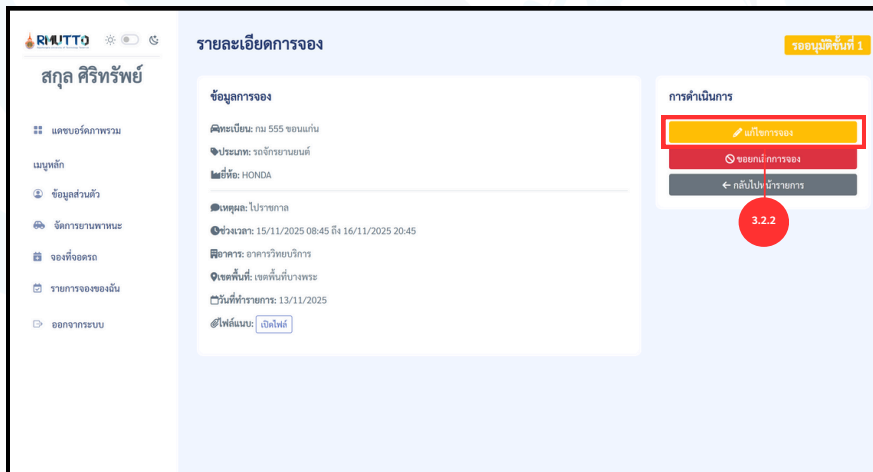 RMUTTO
สกุล ศิริทรัพย์
แดชบอร์ดภาพรวม
เมนูหลัก
ข้อมูลส่วนตัว
จัดการยานพาหนะ
จองที่จอดรถ
รายการจองของฉัน
ออกจากระบบ
รายละเอียดการจอง
รออนุมัติขั้นที่ 1
ข้อมูลการจอง
ทะเบียน: กม 555 ขอนแก่น
ประเภท: รถจักรยานยนต์
ยี่ห้อ: HONDA
เหตุผล: ไปราชกาล
ช่วงเวลา: 15/11/2025 08:45 ถึง 16/11/2025 20:45
อาคาร: อาคารวิทยบริการ
เขตพื้นที่: เขตพื้นที่บางพระ
วันที่ทำรายการ: 13/11/2025
ไฟล์แนบ: เปิดไฟล์
การดำเนินการ
แก้ไขการจอง
ขอยกเลิกการจอง
กลับไปหน้ารายการ
3.2.2